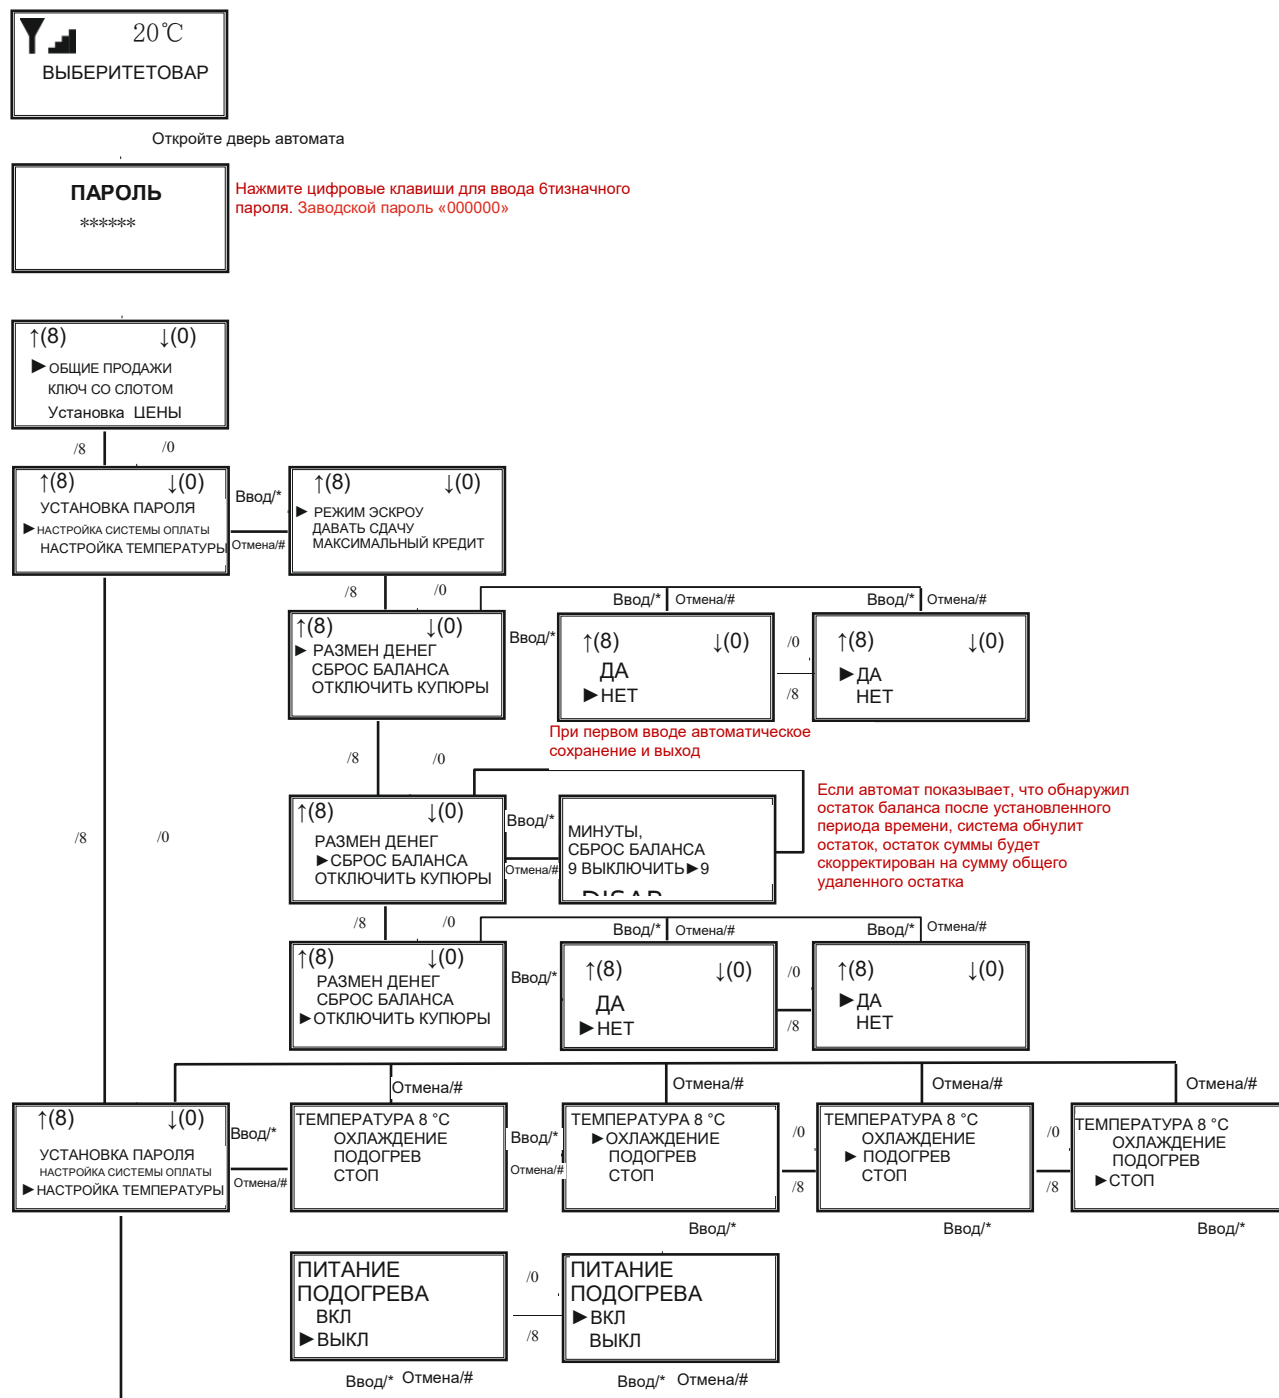 20℃
ВЫБЕРИТЕТОВАР
Откройте дверь автомата
ПАРОЛЬ
******
Нажмите цифровые клавиши для ввода 6тизначного
пароля. Заводской пароль «000000»
↑(8) ↓(0)
►ОБЩИЕ ПРОДАЖИ
КЛЮЧ СО СЛОТОМ
Установка ЦЕНЫ
/8 /0
↑(8) ↓(0)
УСТАНОВКА ПАРОЛЯ
►НАСТРОЙКА СИСТЕМЫ ОПЛАТЫ
НАСТРОЙКА ТЕМПЕРАТУРЫ
Ввод/*
Отмена/#
↑(8) ↓(0)
► РЕЖИМ ЭСКРОУ
ДАВАТЬ СДАЧУ
МАКСИМАЛЬНЫЙ КРЕДИТ
/8 /0
↑(8) ↓(0)
► РАЗМЕН ДЕНЕГ
СБРОС БАЛАНСА
ОТКЛЮЧИТЬ КУПЮРЫ
Ввод/*
Ввод/* Отмена/#
↑(8) ↓(0)
ДА
►НЕТ
/0
/8
Ввод/* Отмена/#
↑(8) ↓(0)
►ДА
НЕТ
При первом вводе автоматическое
сохранение и выход
/8 /0
/8 /0
↑(8) ↓(0)
РАЗМЕН ДЕНЕГ
►СБРОС БАЛАНСА
ОТКЛЮЧИТЬ КУПЮРЫ
Ввод/*
Отмена/#
МИНУТЫ,
СБРОС БАЛАНСА
9 ВЫКЛЮЧИТЬ►9
Если автомат показывает, что обнаружил
остаток баланса после установленного
периода времени, система обнулит
остаток, остаток суммы будет
скорректирован на сумму общего
удаленного остатка
/8 /0
↑(8) ↓(0)
РАЗМЕН ДЕНЕГ
СБРОС БАЛАНСА
►ОТКЛЮЧИТЬ КУПЮРЫ
Ввод/*
Ввод/* Отмена/#
↑(8) ↓(0)
ДА
►НЕТ
/0
/8
Ввод/* Отмена/#
↑(8) ↓(0)
►ДА
НЕТ
↑(8) ↓(0)
УСТАНОВКА ПАРОЛЯ
НАСТРОЙКА СИСТЕМЫ ОПЛАТЫ
►НАСТРОЙКА ТЕМПЕРАТУРЫ
Ввод/*
Отмена/#
Отмена/#
ТЕМПЕРАТУРА 8 °C
ОХЛАЖДЕНИЕ
ПОДОГРЕВ
СТОП
Ввод/*
Отмена/#
Отмена/#
ТЕМПЕРАТУРА 8 °C
►ОХЛАЖДЕНИЕ
ПОДОГРЕВ
СТОП
/0
/8
Ввод/*
Отмена/#
ТЕМПЕРАТУРА 8 °C
ОХЛАЖДЕНИЕ
► ПОДОГРЕВ
СТОП
/0
/8
Ввод/*
Отмена/#
ТЕМПЕРАТУРА 8 °C
ОХЛАЖДЕНИЕ
ПОДОГРЕВ
►СТОП
Ввод/*
ПИТАНИЕ
ПОДОГРЕВА
ВКЛ
►ВЫКЛ
Ввод/* Отмена/#
/0
/8
ПИТАНИЕ
ПОДОГРЕВА
►ВКЛ
ВЫКЛ
Ввод/* Отмена/#